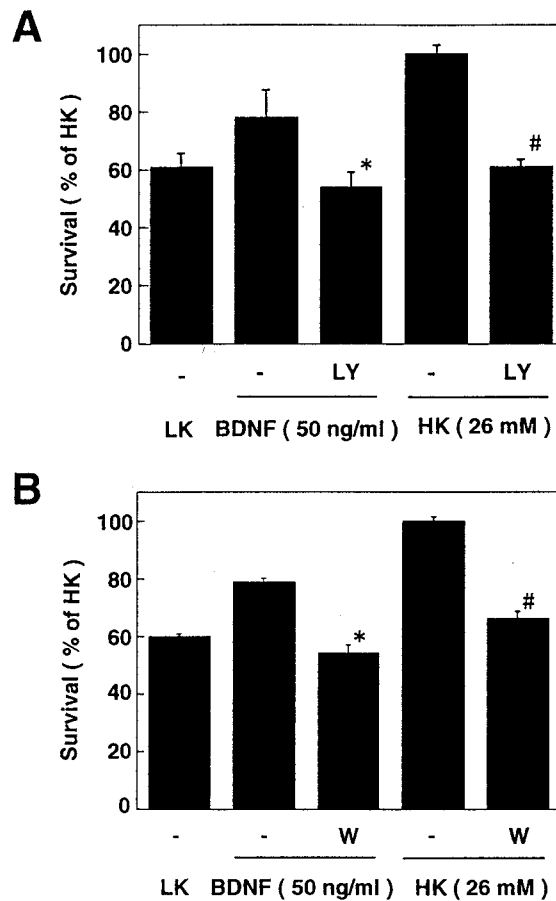 A
Survival ( % of HK )
100
80
60
40
20
0
*
#
- - LY - LY
LK BDNF ( 50 ng/ml ) HK ( 26 mM )
B
Survival ( % of HK )
100
80
60
40
20
0
*
#
- - W - W
LK BDNF ( 50 ng/ml ) HK ( 26 mM )